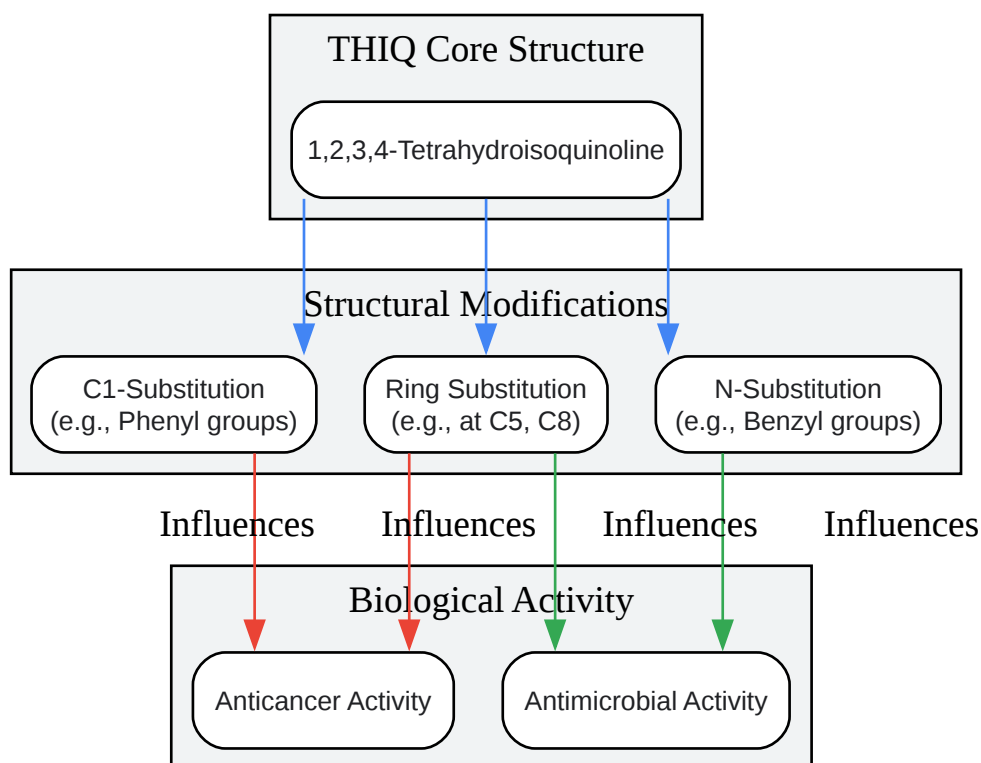 THIQ Core Structure
1,2,3,4-Tetrahydroisoquinoline
Structural Modifications
C1-Substitution
(e.g., Phenyl groups)
Ring Substitution
(e.g., at C5, C8)
N-Substitution
(e.g., Benzyl groups)
Influences
Influences
Influences
Influences
Biological Activity
Anticancer Activity
Antimicrobial Activity